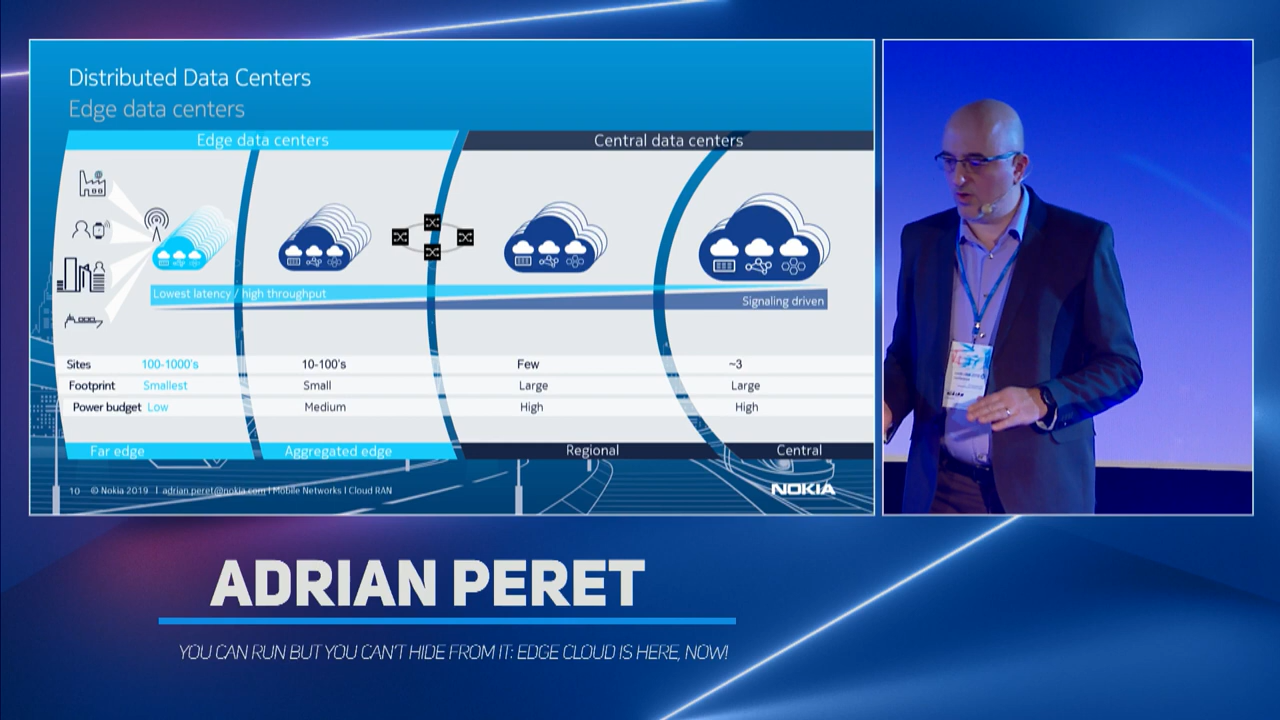 Distributed Data Centers
Edge data centers
Edge data centers
Central data centers
Lowest latency / high throughput
Signaling driven
Sites 100-1000's 10-100's Few ~3
Footprint Smallest Small Large Large
Power budget Low Medium High High
Far edge Aggregated edge Regional Central
10 © Nokia 2019 I adrian.peret@nokia.com I Mobile Networks I Cloud RAN
NOKIA
ADRIAN PERET
YOU CAN RUN BUT YOU CAN'T HIDE FROM IT: EDGE CLOUD IS HERE, NOW!